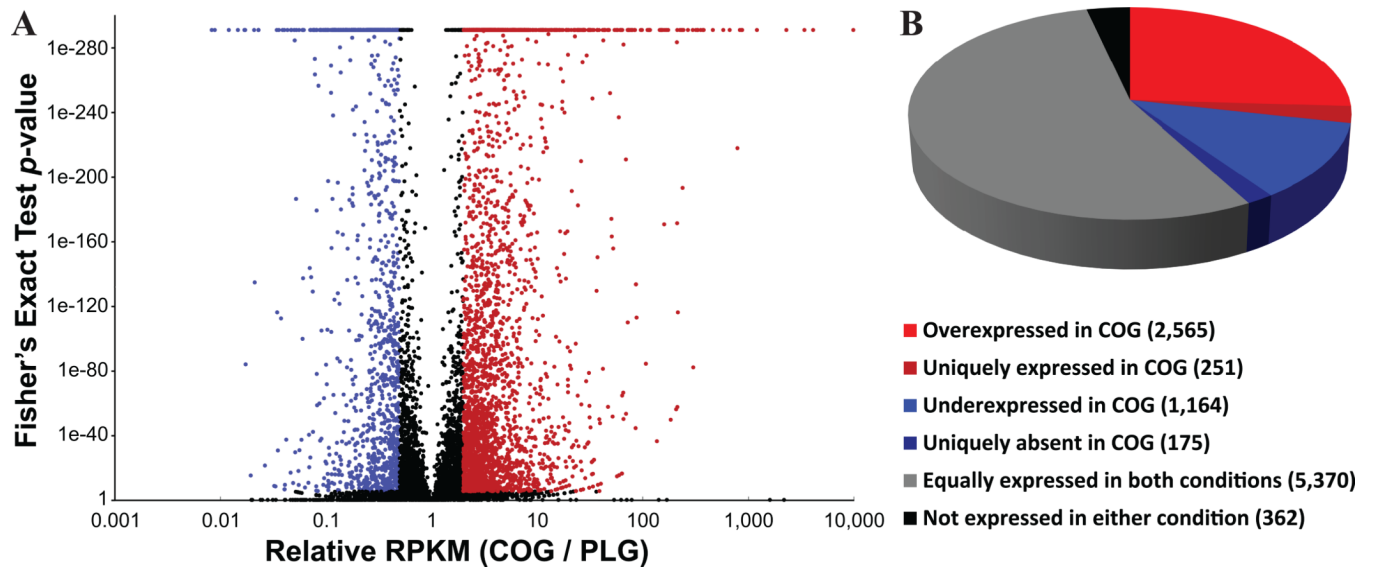 A
Fisher's Exact Test p-value
1e-280
1e-240
1e-200
1e-160
1e-120
1e-80
1e-40
1
0.001 0.01 0.1 1 10 100 1,000 10,000
Relative RPKM (COG / PLG)
B
Overexpressed in COG (2,565)
Uniquely expressed in COG (251)
Underexpressed in COG (1,164)
Uniquely absent in COG (175)
Equally expressed in both conditions (5,370)
Not expressed in either condition (362)